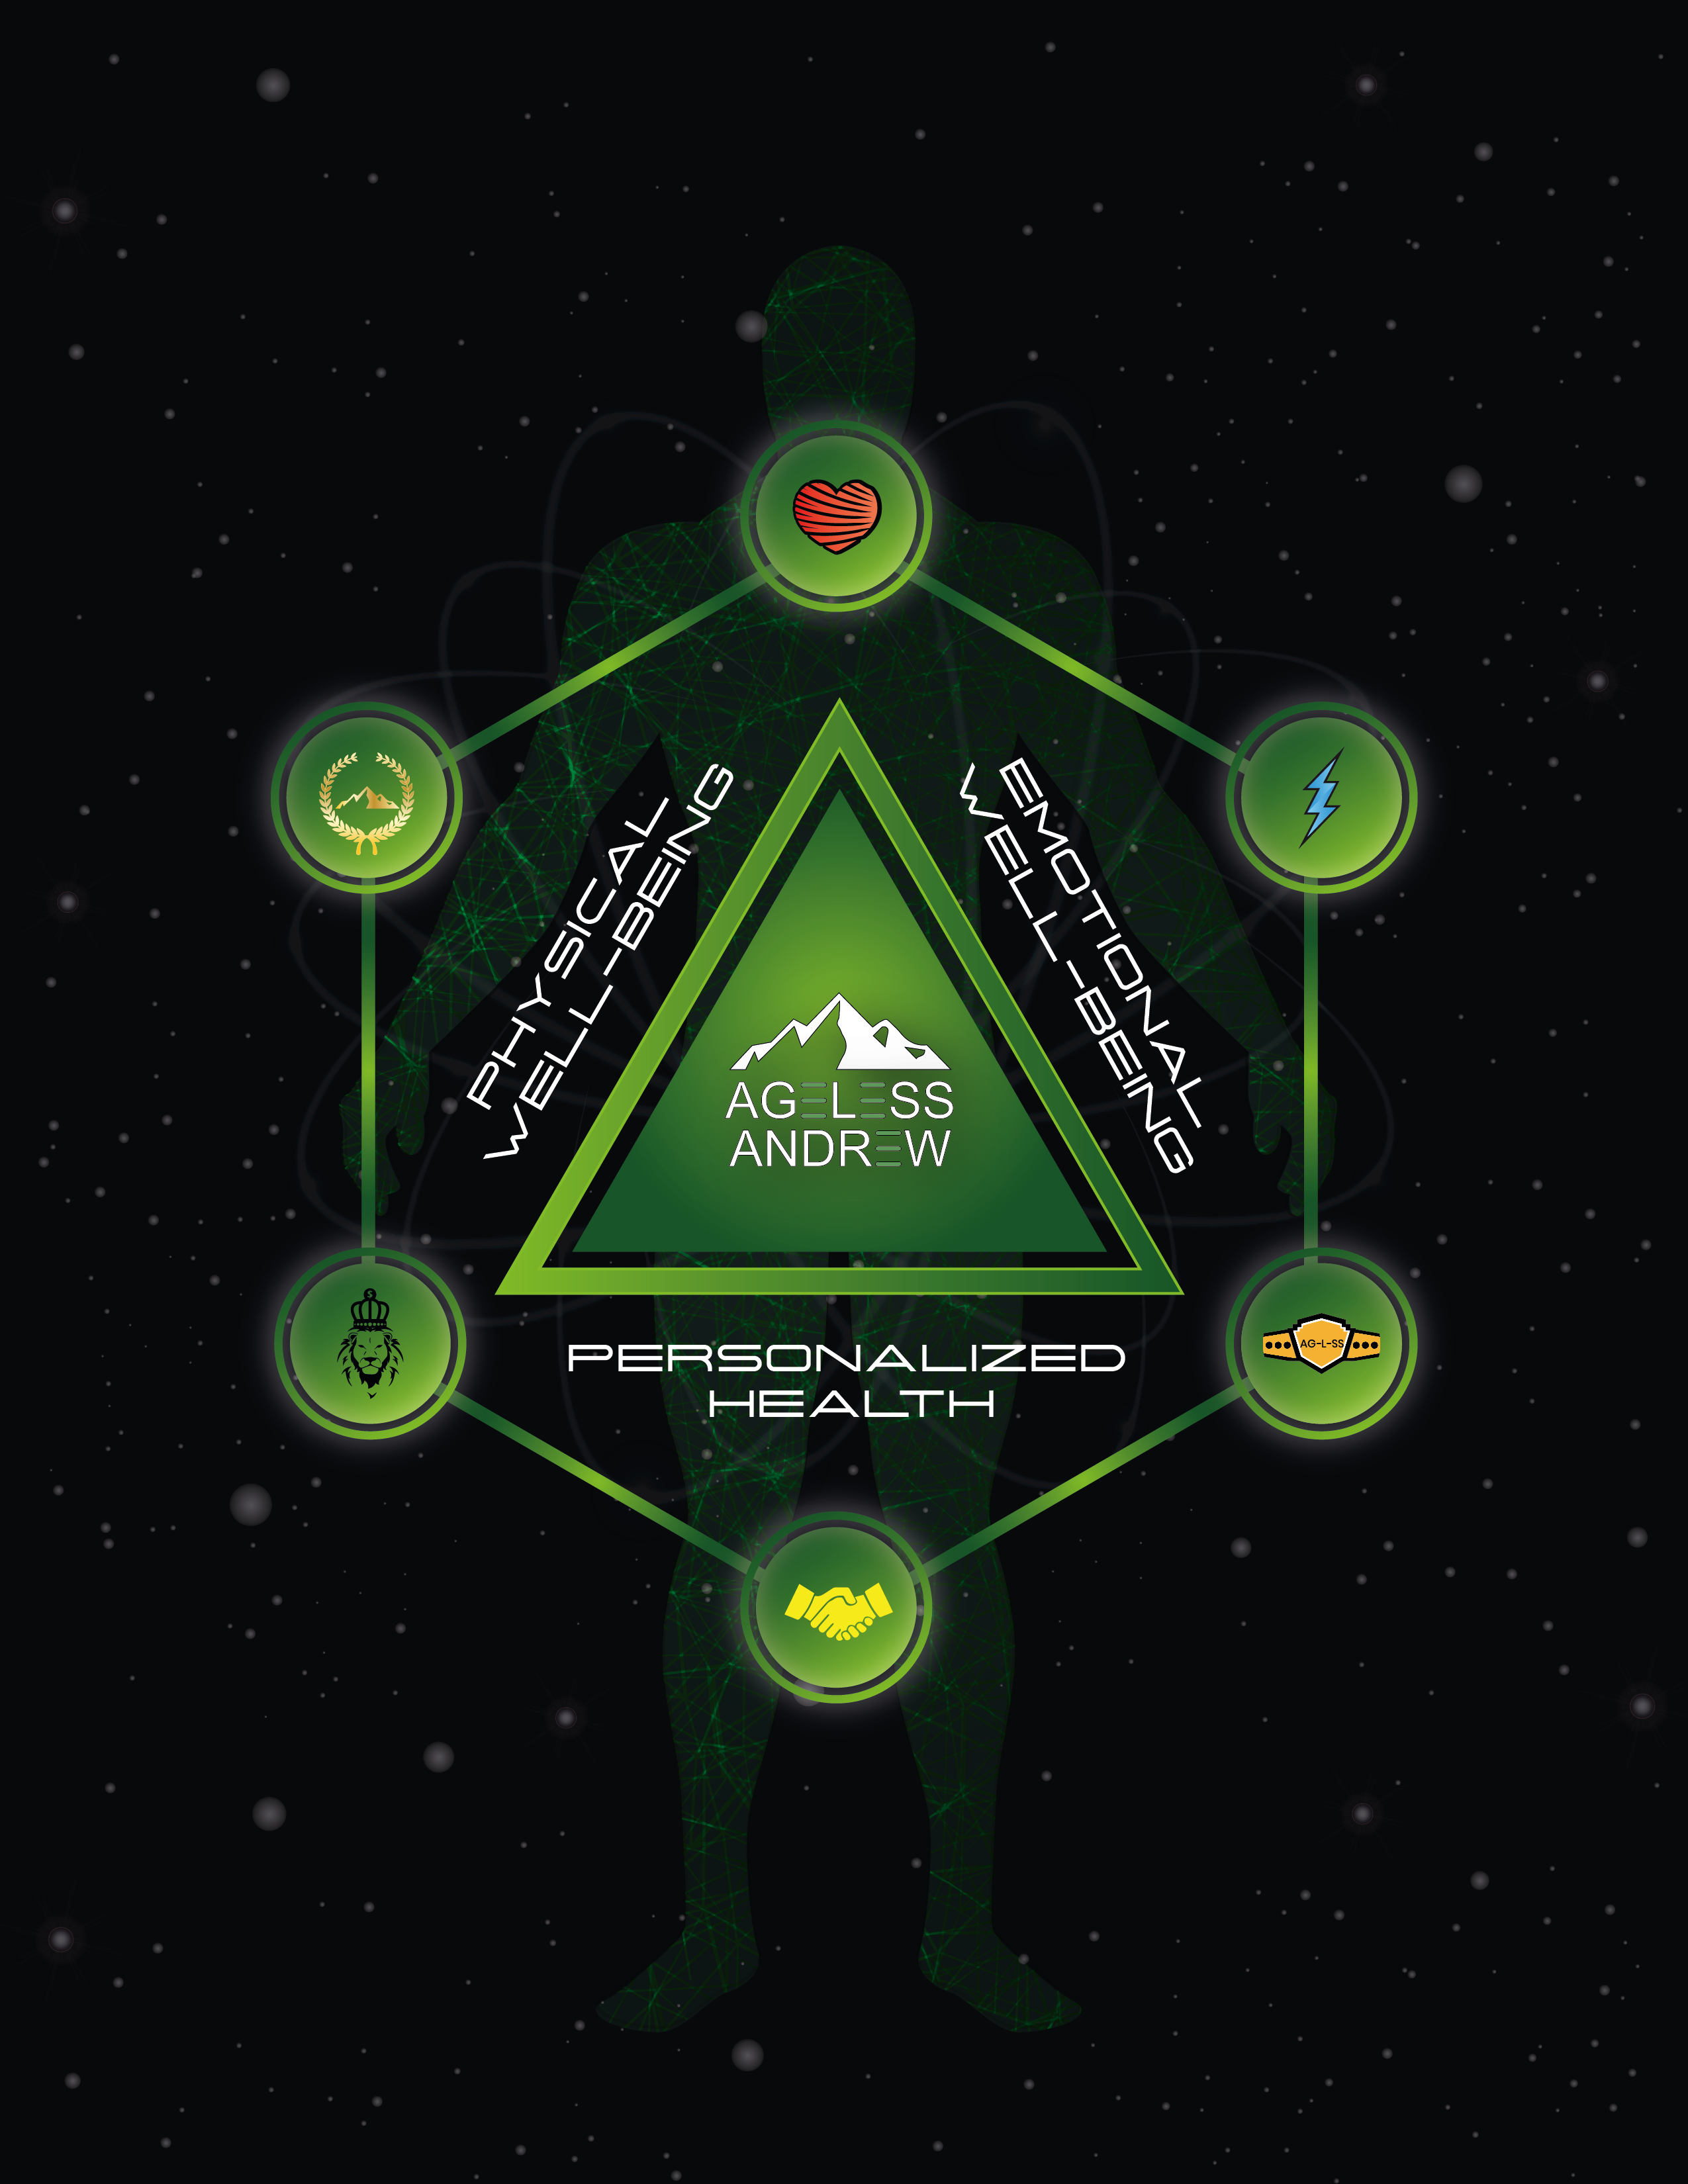 PHYSICAL
WELL-BEING
EMOTIONAL
WELL-BEING
AGELESS
ANDREW
AG-L-SS
PERSONALIZED
HEALTH